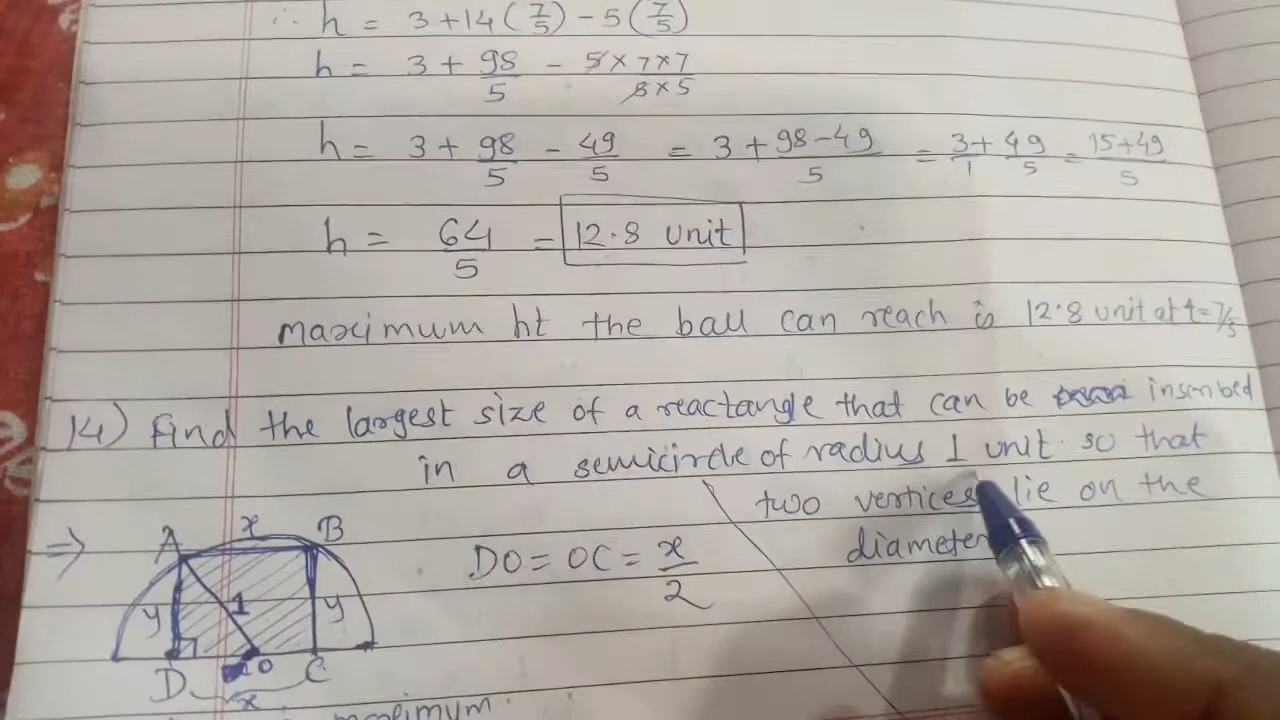 ∴ h = 3 + 14 (7/5) - 5 (7/5)
h = 3 + 98/5 - 5×7×7/5×5
h = 3 + 98/5 - 49/5 = 3 + 98-49/5 = 3/1 + 49/5 = 15+49/5
h = 64/5 = 12.8 unit
maximum ht the ball can reach is 12.8 unit at t=7/5
14) Find the largest size of a reactangle that can be inscribed
in a semicircle of radius 1 unit so that
two vertices lie on the
diameter
⇒ DO = OC = x/2
A x B
y 1 y
D O C
x
maximum.